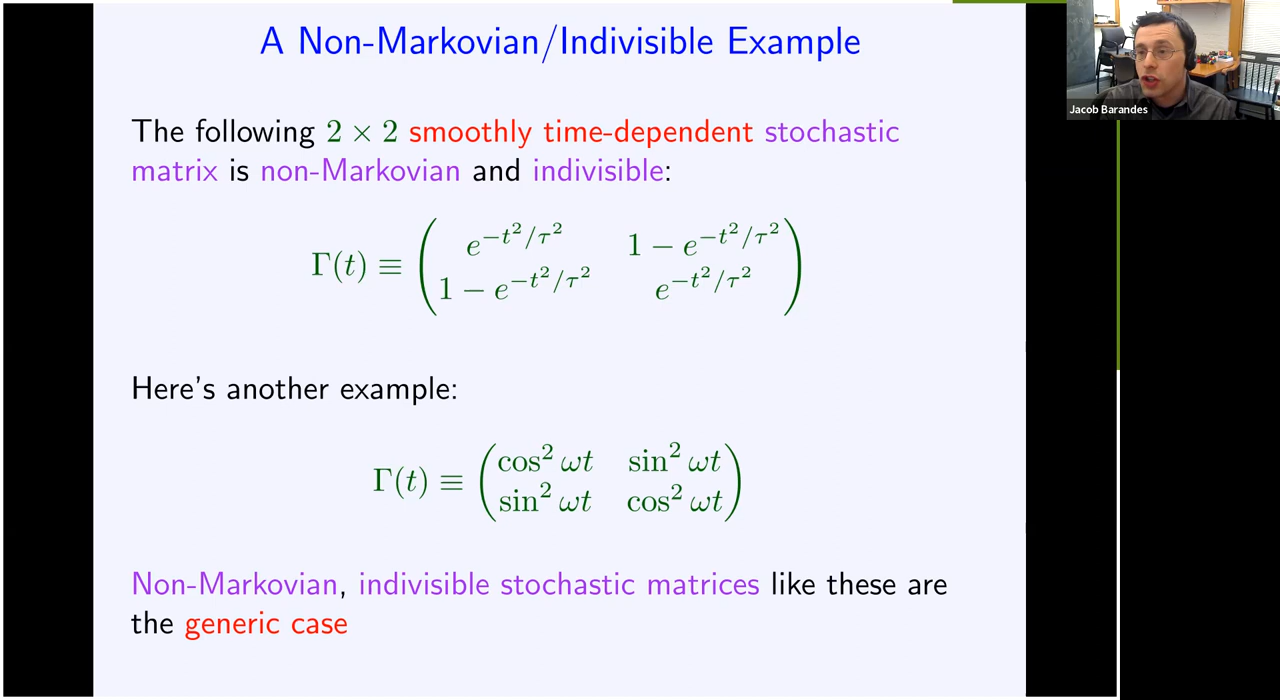 A Non-Markovian/Indivisible Example
Jacob Barandes
The following 2 × 2 smoothly time-dependent stochastic
matrix is non-Markovian and indivisible:
Γ(t) ≡ ( e^{−t²/τ²} 1 − e^{−t²/τ²}
1 − e^{−t²/τ²} e^{−t²/τ²} )
Here's another example:
Γ(t) ≡ ( cos² ωt sin² ωt
sin² ωt cos² ωt )
Non-Markovian, indivisible stochastic matrices like these are
the generic case